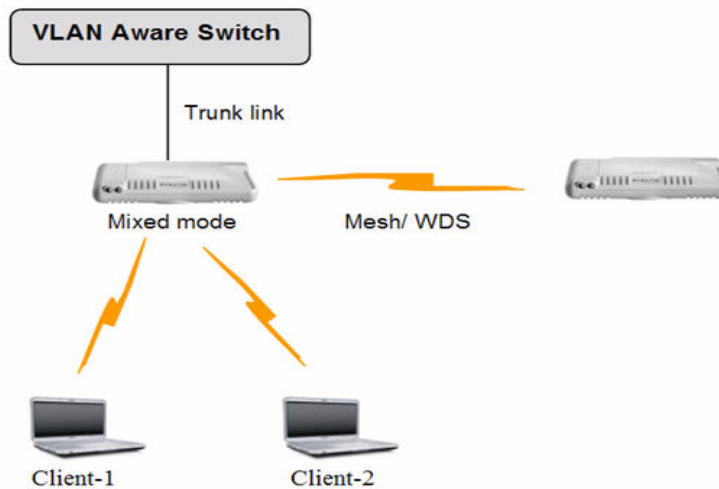 VLAN Aware Switch
Trunk link
Mixed mode
Mesh/ WDS
Client-1
Client-2